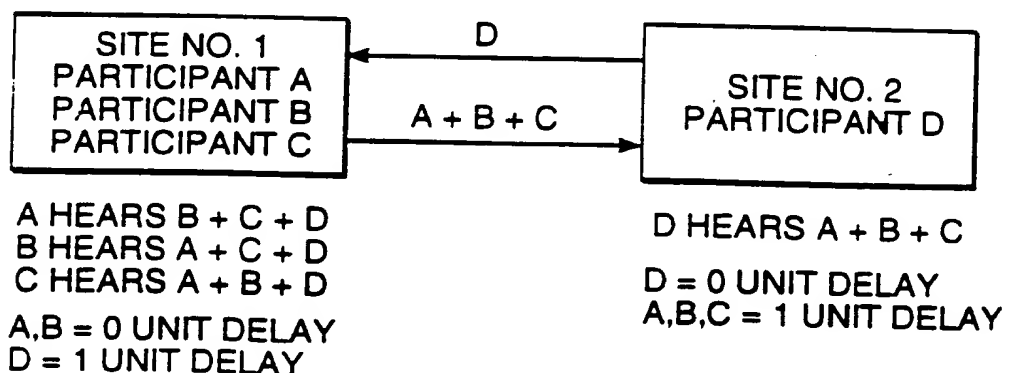 SITE NO. 1
PARTICIPANT A
PARTICIPANT B
PARTICIPANT C
D
A + B + C
SITE NO. 2
PARTICIPANT D
A HEARS B + C + D
B HEARS A + C + D
C HEARS A + B + D
A,B = 0 UNIT DELAY
D = 1 UNIT DELAY
D HEARS A + B + C
D = 0 UNIT DELAY
A,B,C = 1 UNIT DELAY